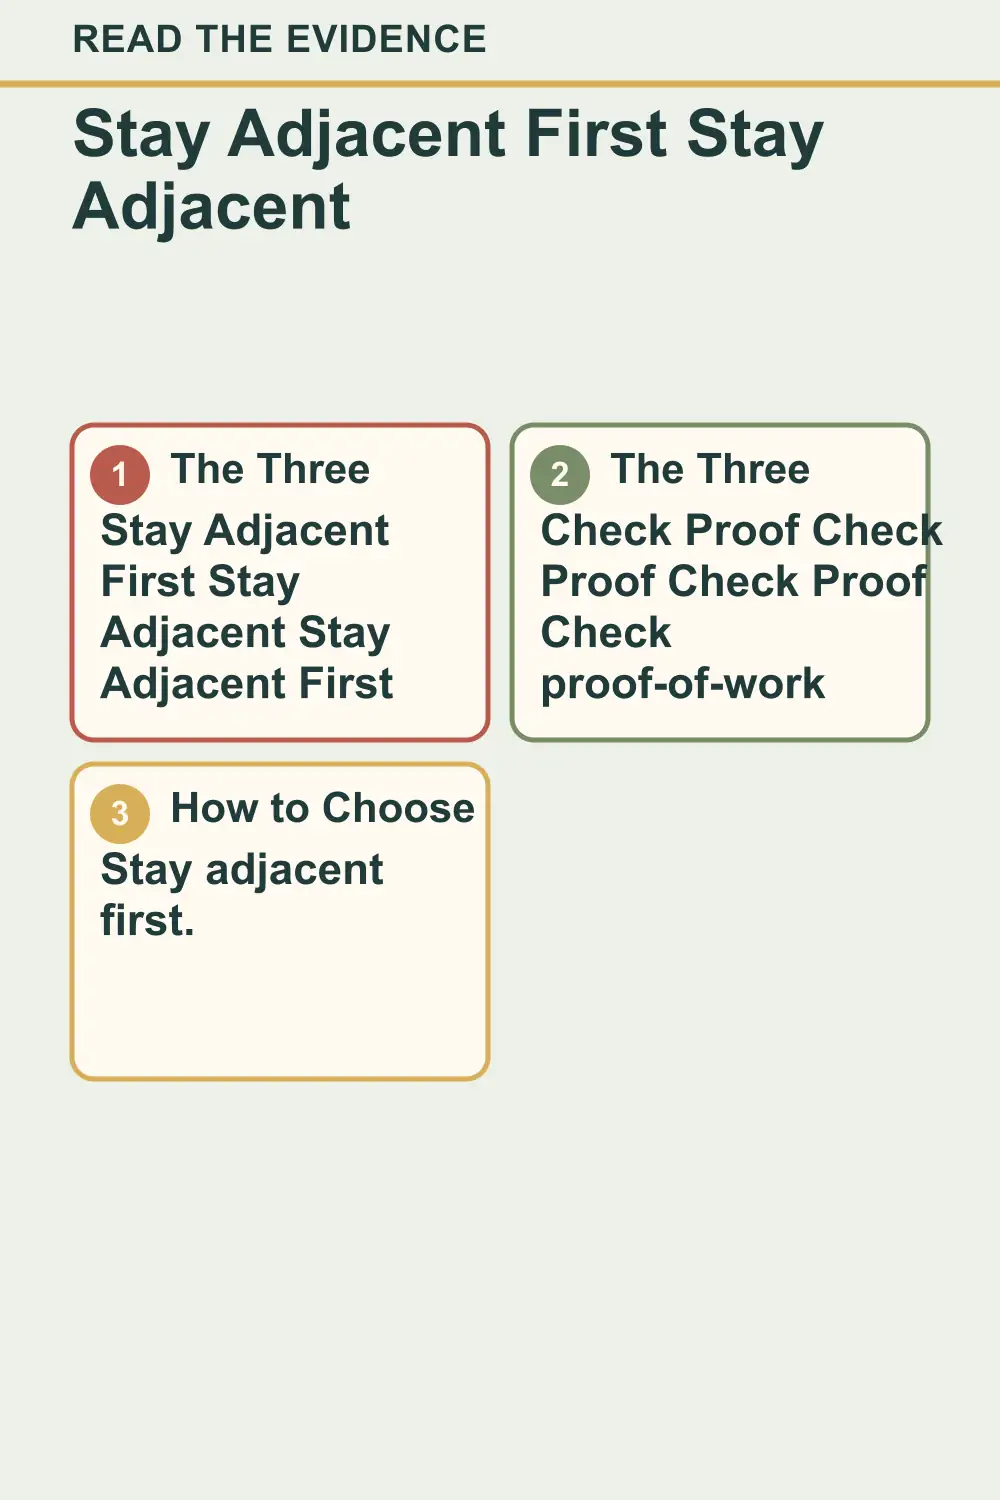 READ THE EVIDENCE
Stay Adjacent First Stay
Adjacent
1 The Three
Stay Adjacent
First Stay
Adjacent Stay
Adjacent First
2 The Three
Check Proof Check
Proof Check Proof
Check
proof-of-work
3 How to Choose
Stay adjacent
first.